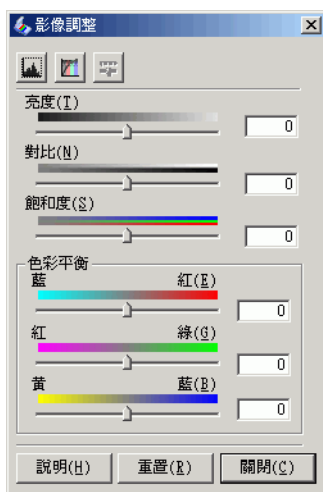 影像調整
亮度(T)
0
對比(N)
0
飽和度(S)
0
色彩平衡
藍 紅(E)
0
紅 綠(G)
0
黃 藍(B)
0
說明(H) 重置(R) 關閉(C)